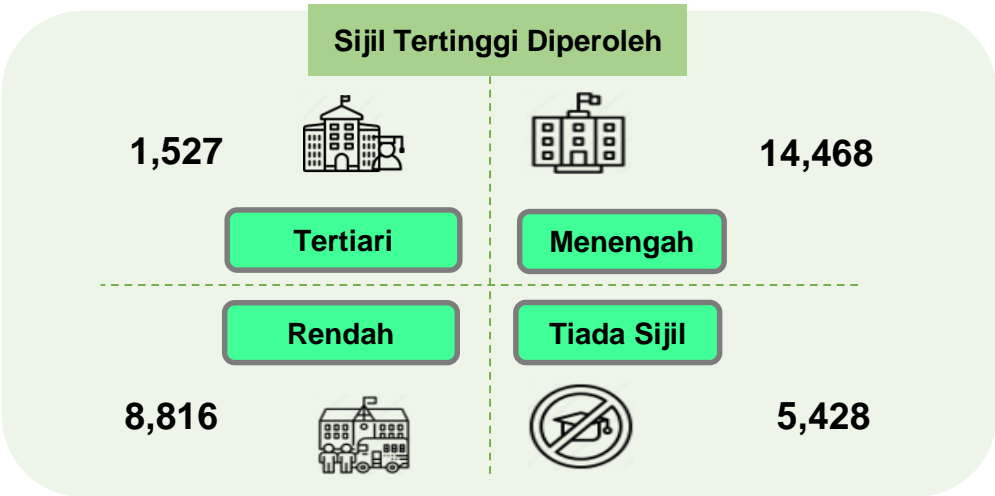 Sijil Tertinggi Diperoleh
1,527
14,468
Tertiari
Menengah
Rendah
Tiada Sijil
8,816
5,428